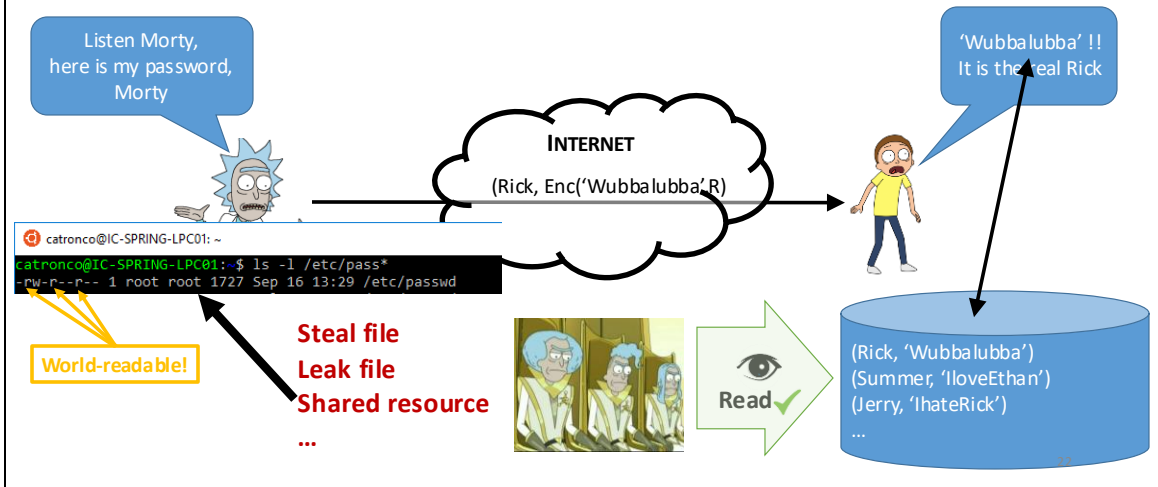 Listen Morty,
here is my password,
Morty
‘Wubbalubba’ !!
It is the real Rick
INTERNET
(Rick, Enc(‘Wubbalubba’,R)
catronco@IC-SPRING-LPC01: ~
catronco@IC-SPRING-LPC01:~$ ls -l /etc/pass*
-rw-r--r-- 1 root root 1727 Sep 16 13:29 /etc/passwd
World-readable!
Steal file
Leak file
Shared resource
…
Read
(Rick, ‘Wubbalubba’)
(Summer, ‘IloveEthan’)
(Jerry, ‘IhateRick’)
…